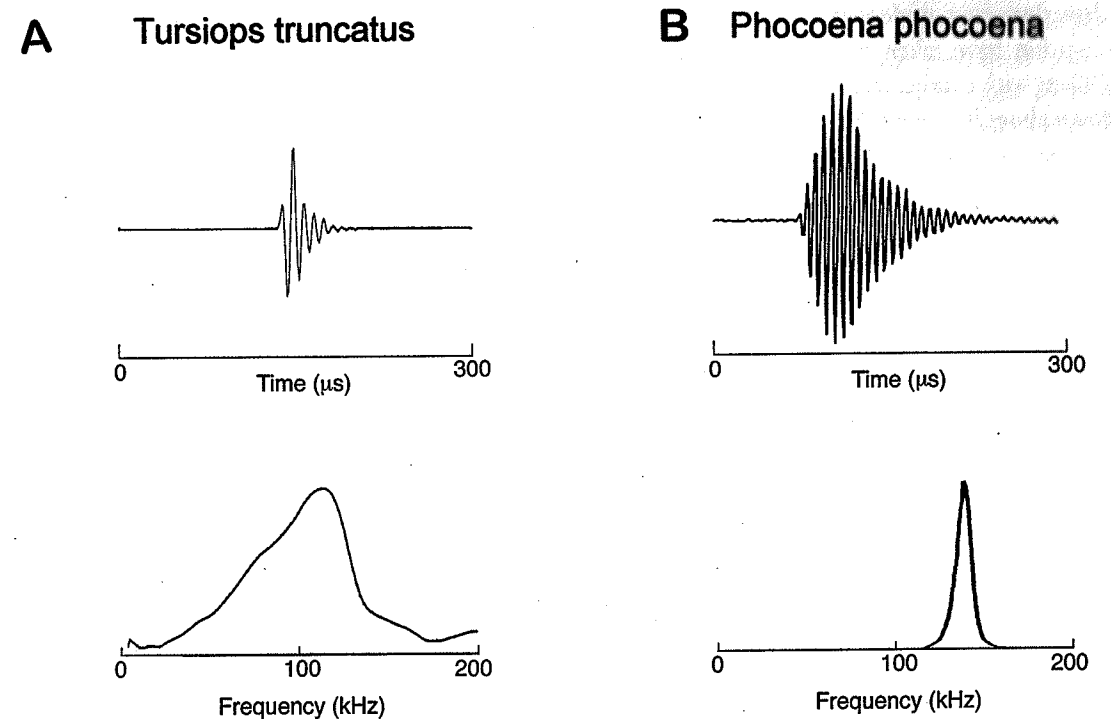 A Tursiops truncatus
B Phocoena phocoena
0 300
Time (µs)
0 300
Time (µs)
0 100 200
Frequency (kHz)
0 100 200
Frequency (kHz)